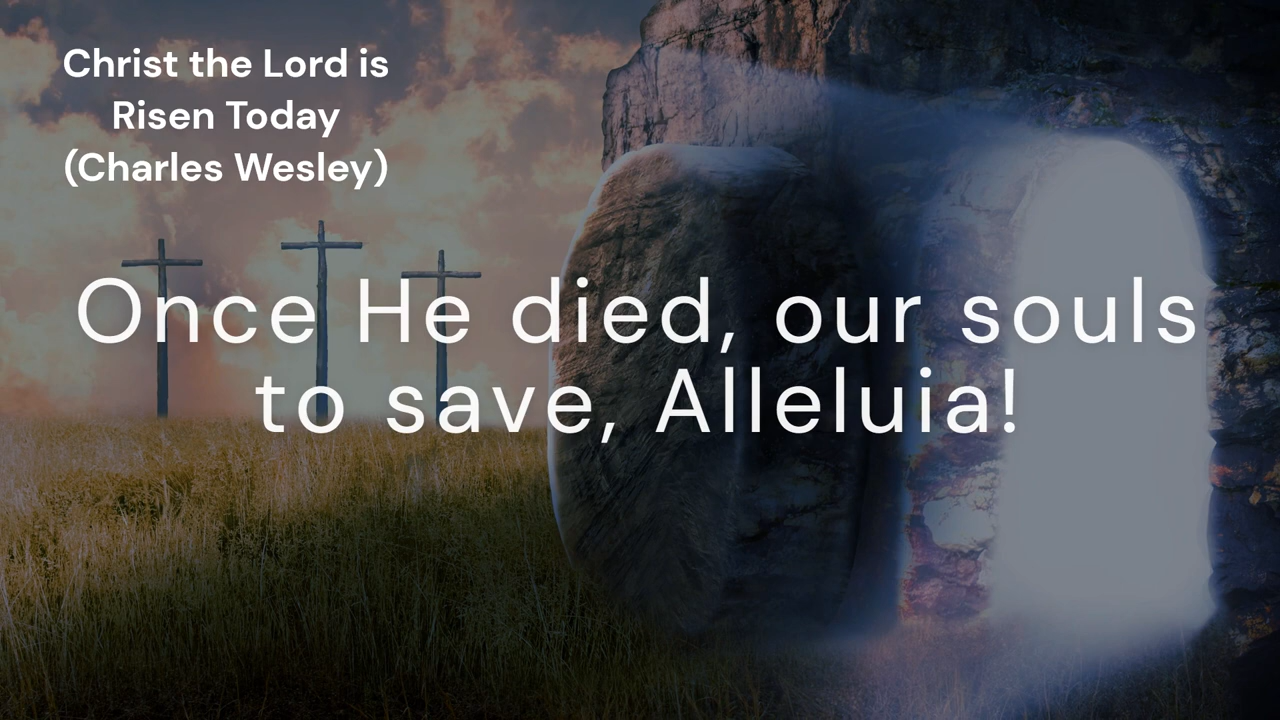 Christ the Lord is
Risen Today
(Charles Wesley)
Once He died, our souls
to save, Alleluia!